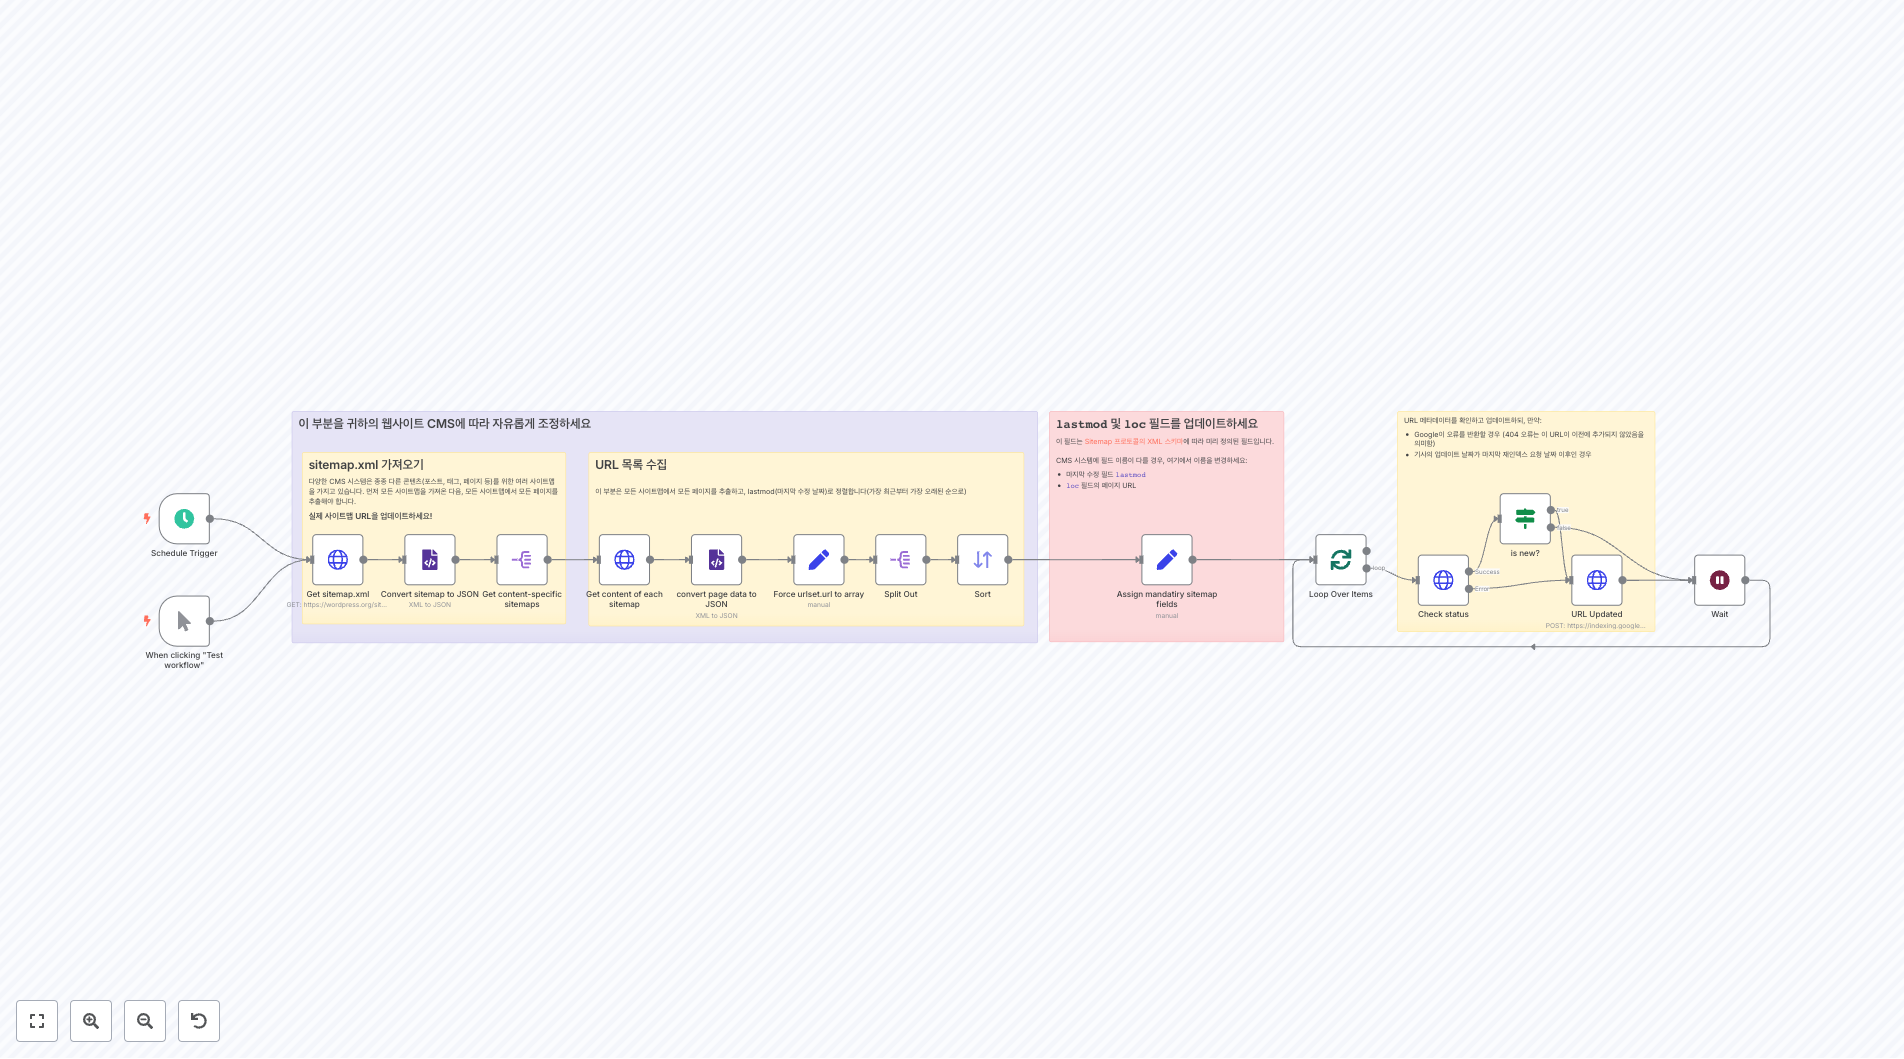 이 부분을 귀하의 웹사이트 CMS에 따라 자유롭게 조정하세요
sitemap.xml 가져오기
다양한 CMS 시스템은 종종 다른 콘텐츠(포스트, 태그, 페이지 등)를 위한 여러 사이트맵
을 가지고 있습니다. 먼저 모든 사이트맵을 가져온 다음, 모든 사이트맵에서 모든 페이지를
추출해야 합니다.
실제 사이트맵 URL을 업데이트하세요!
URL 목록 수집
이 부분은 모든 사이트맵에서 모든 페이지를 추출하고, lastmod(마지막 수정 날짜)로 정렬합니다(가장 최근부터 가장 오래된 순으로)
lastmod 및 loc 필드를 업데이트하세요
이 필드는 Sitemap 프로토콜의 XML 스키마에 따라 미리 정의된 필드입니다.
CMS 시스템에 필드 이름이 다를 경우, 여기에서 이름을 변경하세요:
마지막 수정 필드 lastmod
loc 필드의 페이지 URL
URL 메타데이터를 확인하고 업데이트하되, 만약:
Google이 오류를 반환할 경우 (404 오류는 이 URL이 이전에 추가되지 않았음을
의미함)
기사의 업데이트 날짜가 마지막 재인덱스 요청 날짜 이후인 경우
Schedule Trigger
When clicking "Test
workflow"
Get sitemap.xml
GET: https://wordpress.org/sit...
Convert sitemap to JSON
XML to JSON
Get content-specific
sitemaps
Get content of each
sitemap
convert page data to
JSON
XML to JSON
Force urlset.url to array
manual
Split Out
Sort
Assign mandatiry sitemap
fields
manual
Loop Over Items
loop
Check status
Success
Error
is new?
true
false
URL Updated
POST: https://indexing.google...
Wait